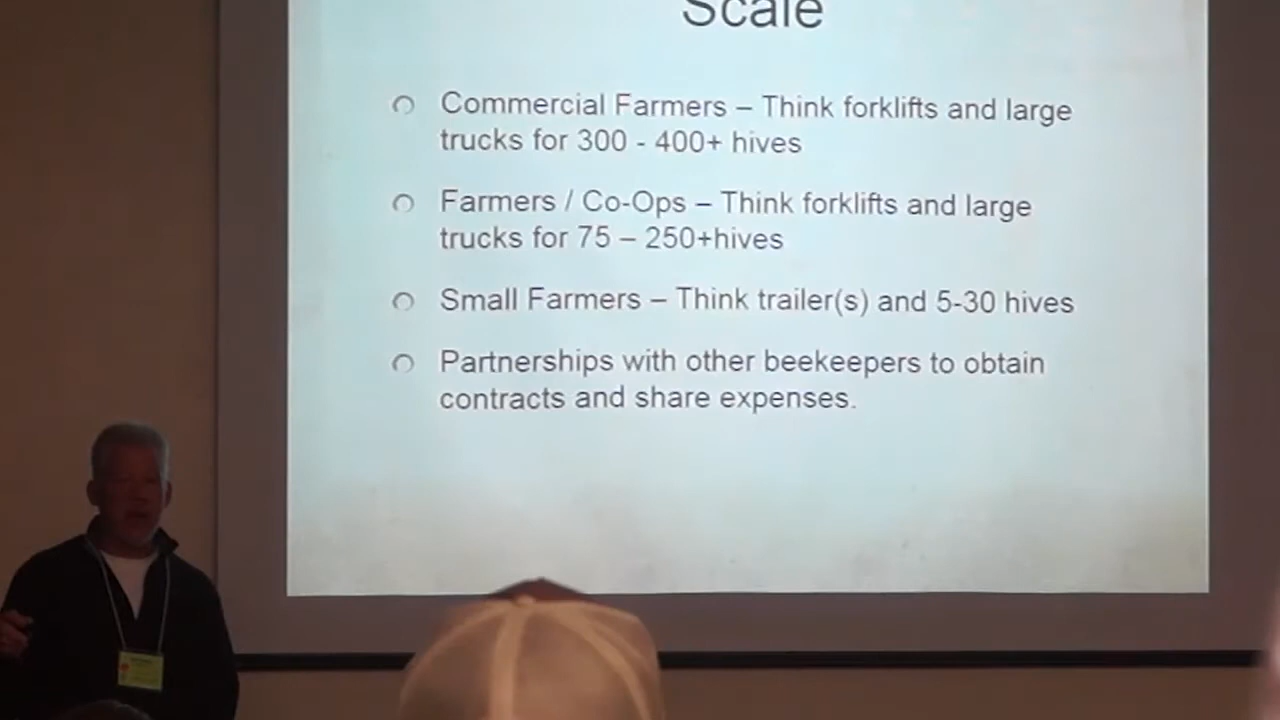 Scale
Commercial Farmers – Think forklifts and large
trucks for 300 - 400+ hives
Farmers / Co-Ops – Think forklifts and large
trucks for 75 – 250+hives
Small Farmers – Think trailer(s) and 5-30 hives
Partnerships with other beekeepers to obtain
contracts and share expenses.